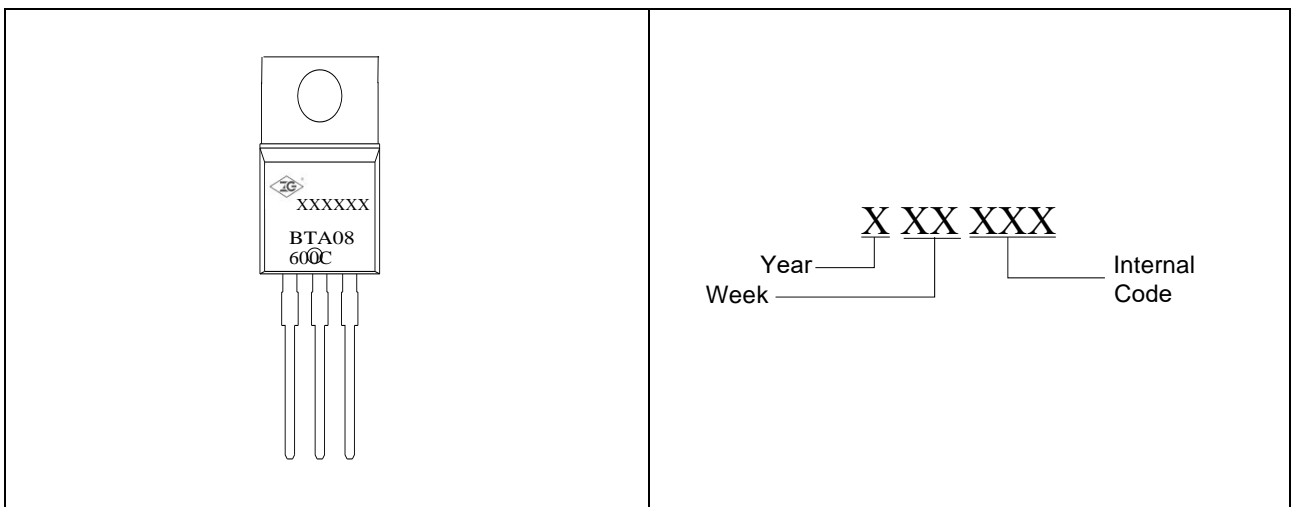 XXXXXX
BTA08
600C
X XX XXX
Year
Week
Internal
Code